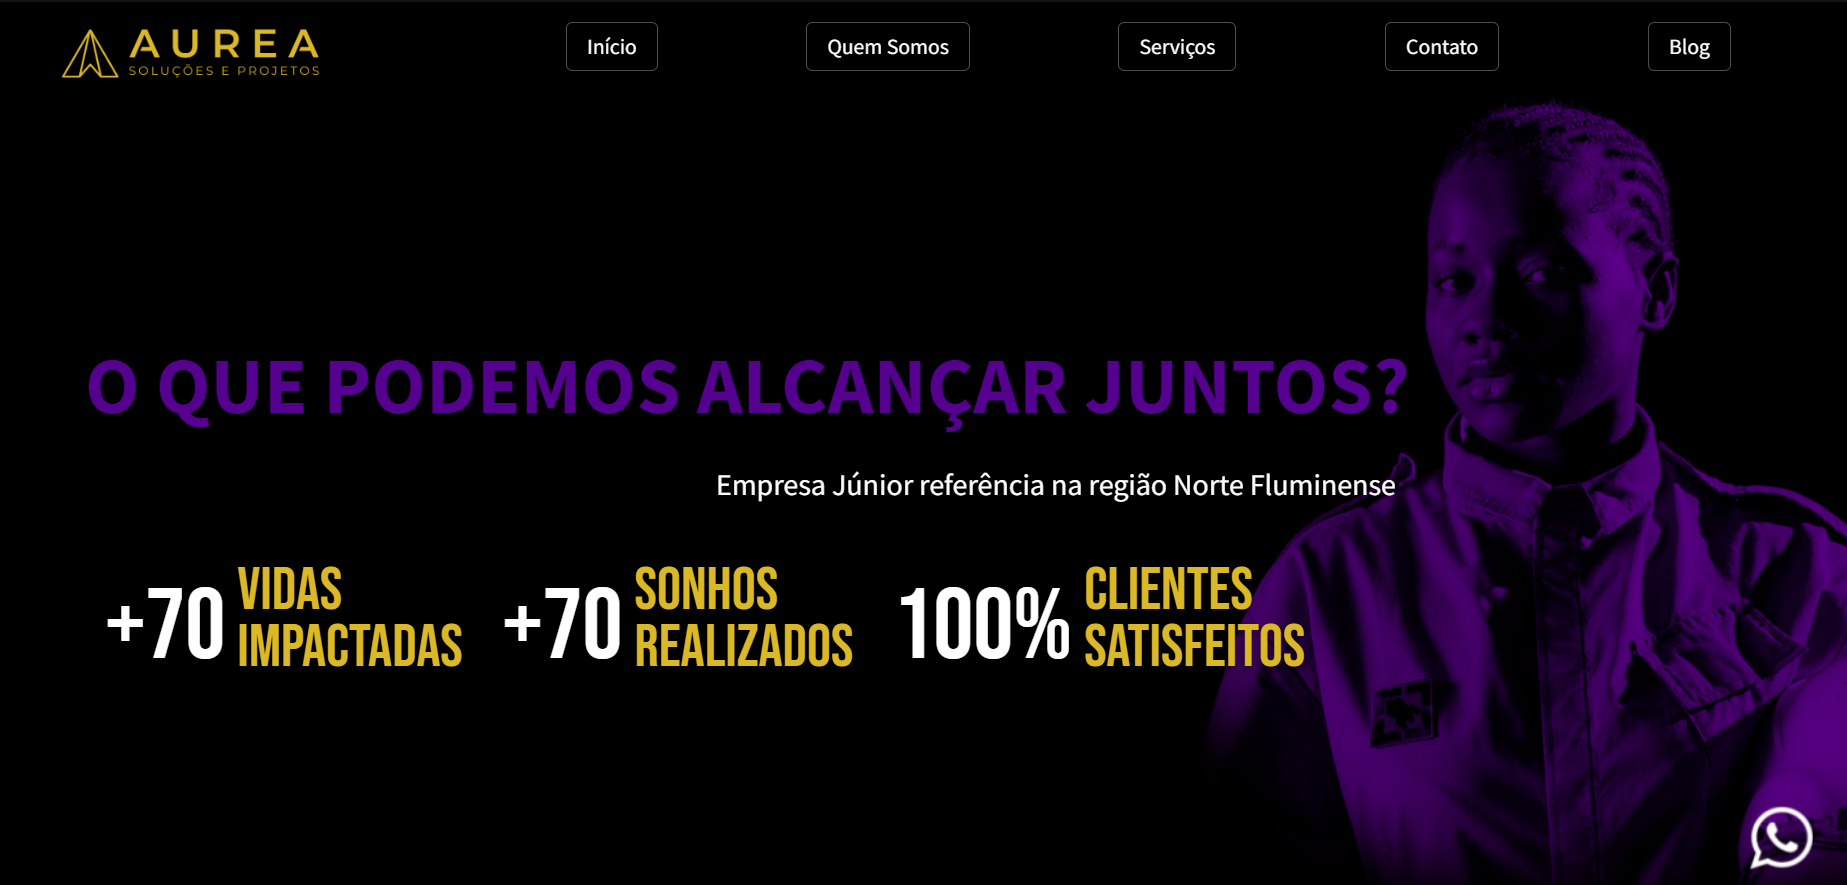 AUREA
SOLUÇÕES E PROJETOS
Início
Quem Somos
Serviços
Contato
Blog
O QUE PODEMOS ALCANÇAR JUNTOS?
Empresa Júnior referência na região Norte Fluminense
+70 VIDAS
IMPACTADAS
+70 SONHOS
REALIZADOS
100% CLIENTES
SATISFEITOS